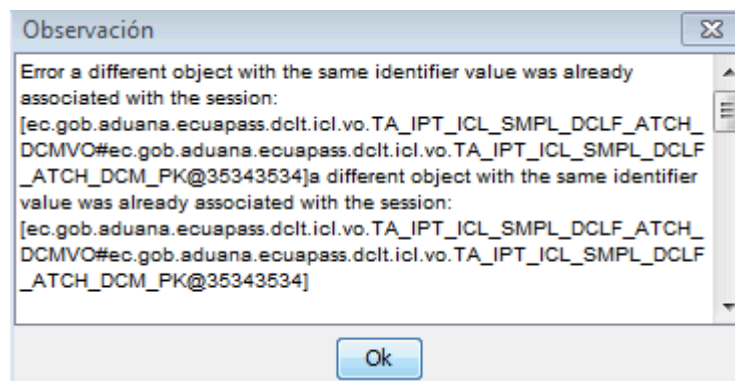 Observación
Error a different object with the same identifier value was already
associated with the session:
[ec.gob.aduana.ecuapass.dclt.icl.vo.TA_IPT_ICL_SMPL_DCLF_ATCH_
DCMVO#ec.gob.aduana.ecuapass.dclt.icl.vo.TA_IPT_ICL_SMPL_DCLF
_ATCH_DCM_PK@35343534]a different object with the same identifier
value was already associated with the session:
[ec.gob.aduana.ecuapass.dclt.icl.vo.TA_IPT_ICL_SMPL_DCLF_ATCH_
DCMVO#ec.gob.aduana.ecuapass.dclt.icl.vo.TA_IPT_ICL_SMPL_DCLF
_ATCH_DCM_PK@35343534]
Ok